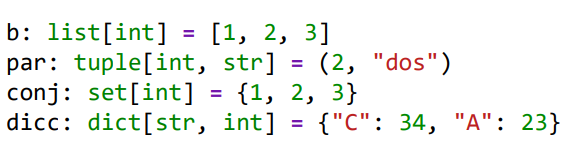 b: list[int] = [1, 2, 3]
par: tuple[int, str] = (2, "dos")
conj: set[int] = {1, 2, 3}
dicc: dict[str, int] = {"C": 34, "A": 23}